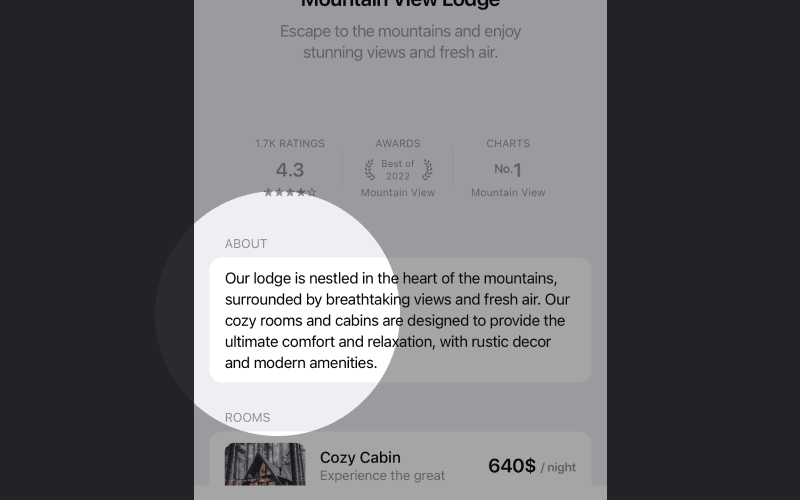 Mountain View Lodge
Escape to the mountains and enjoy
stunning views and fresh air.
1.7K RATINGS
4.3
AWARDS
Best of
2022
Mountain View
CHARTS
No.1
Mountain View
ABOUT
Our lodge is nestled in the heart of the mountains,
surrounded by breathtaking views and fresh air. Our
cozy rooms and cabins are designed to provide the
ultimate comfort and relaxation, with rustic decor
and modern amenities.
ROOMS
Cozy Cabin
Experience the great
640$ / night